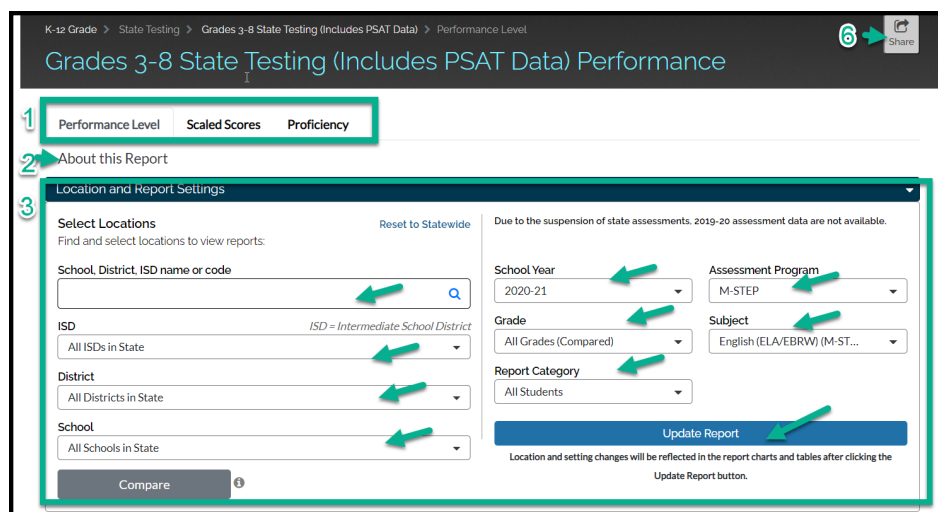 K-12 Grade > State Testing > Grades 3-8 State Testing (Includes PSAT Data) > Performance Level
6
Share
Grades 3-8 State Testing (Includes PSAT Data) Performance
1
Performance Level Scaled Scores Proficiency
2
About this Report
3
Location and Report Settings
Select Locations
Reset to Statewide
Find and select locations to view reports:
School, District, ISD name or code
ISD
ISD = Intermediate School District
All ISDs in State
District
All Districts in State
School
All Schools in State
Compare
Due to the suspension of state assessments, 2019-20 assessment data are not available.
School Year
2020-21
Assessment Program
M-STEP
Grade
All Grades (Compared)
Subject
English (ELA/EBRW) (M-ST...
Report Category
All Students
Update Report
Location and setting changes will be reflected in the report charts and tables after clicking the
Update Report button.